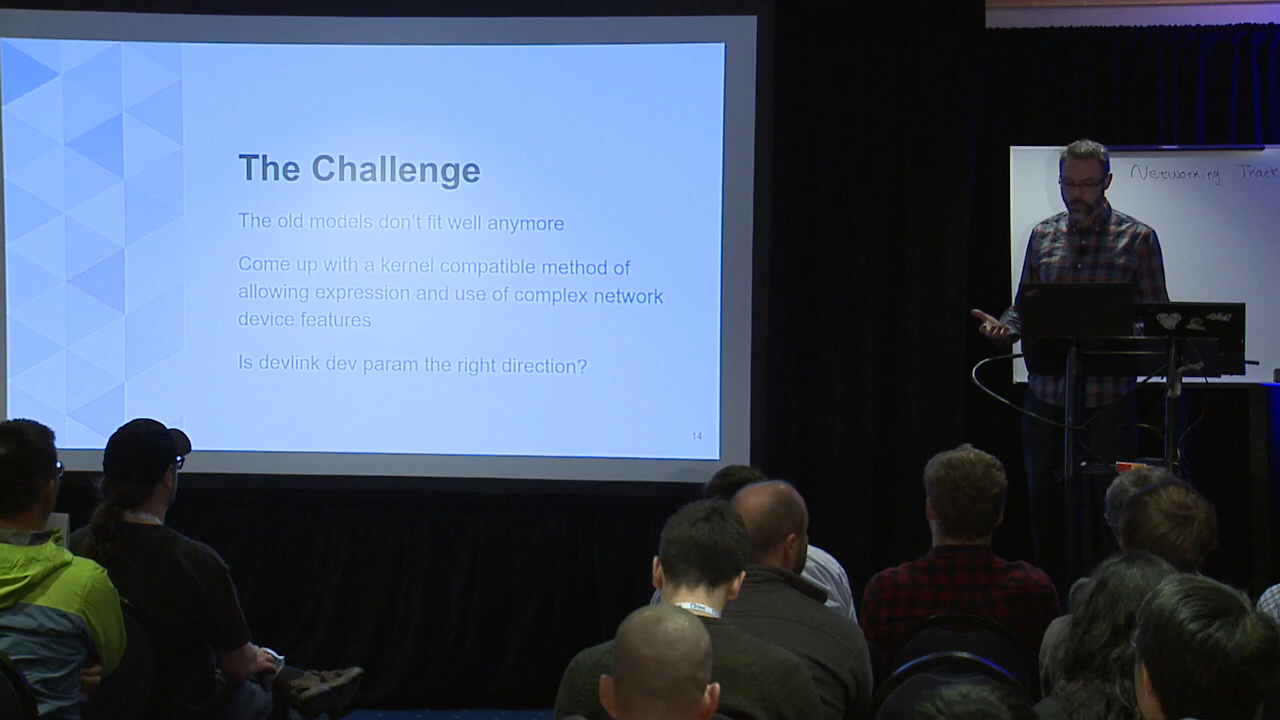 The Challenge
The old models don't fit well anymore
Come up with a kernel compatible method of
allowing expression and use of complex network
device features
Is devlink dev param the right direction?
14
Networking Track